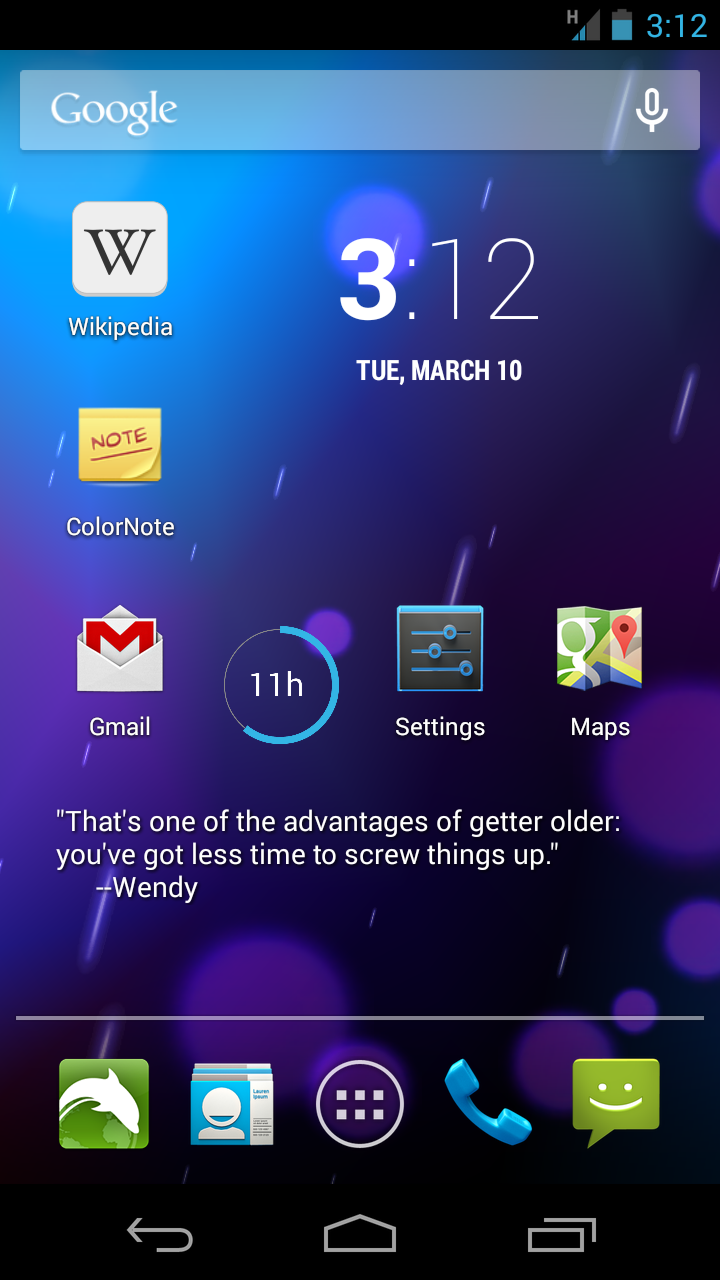 H 3:12
Google
W
Wikipedia
3:12
TUE, MARCH 10
NOTE
ColorNote
Gmail
11h
Settings
g
Maps
"That's one of the advantages of getter older:
you've got less time to screw things up."
--Wendy
Lauren
Ipsum